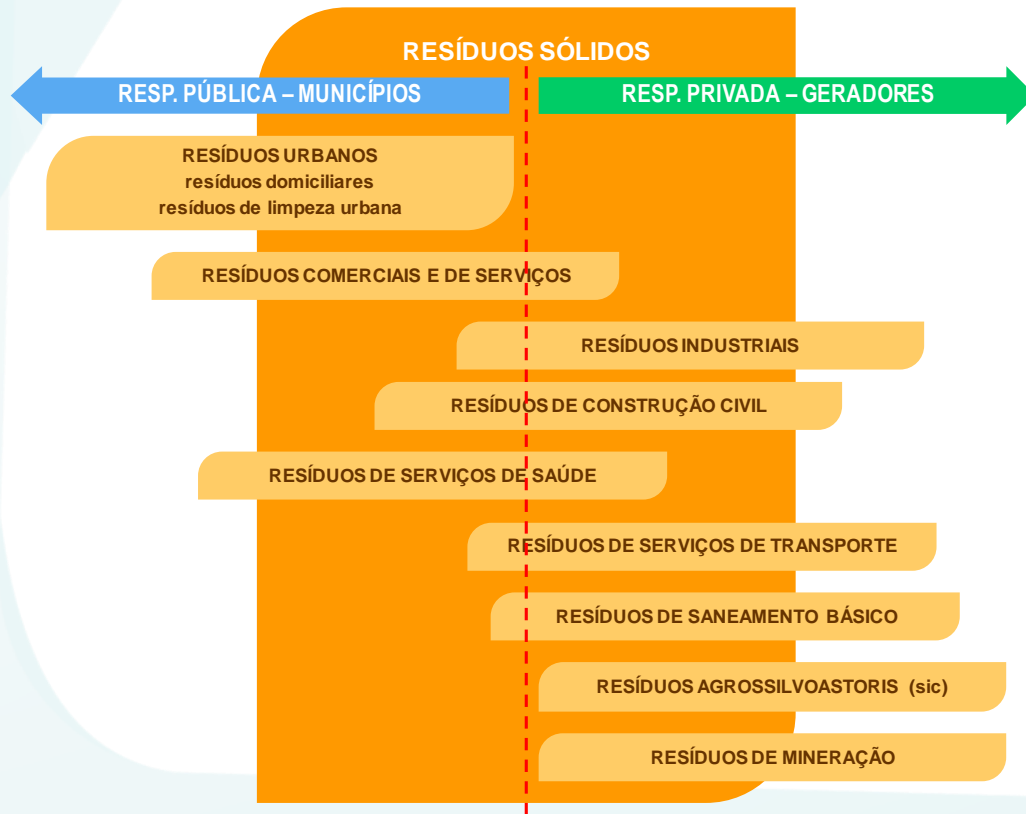 RESÍDUOS SÓLIDOS
RESP. PÚBLICA – MUNICÍPIOS
RESP. PRIVADA – GERADORES
RESÍDUOS URBANOS
resíduos domiciliares
resíduos de limpeza urbana
RESÍDUOS COMERCIAIS E DE SERVIÇOS
RESÍDUOS INDUSTRIAIS
RESÍDUOS DE CONSTRUÇÃO CIVIL
RESÍDUOS DE SERVIÇOS DE SAÚDE
RESÍDUOS DE SERVIÇOS DE TRANSPORTE
RESÍDUOS DE SANEAMENTO BÁSICO
RESÍDUOS AGROSSILVOASTORIS (sic)
RESÍDUOS DE MINERAÇÃO